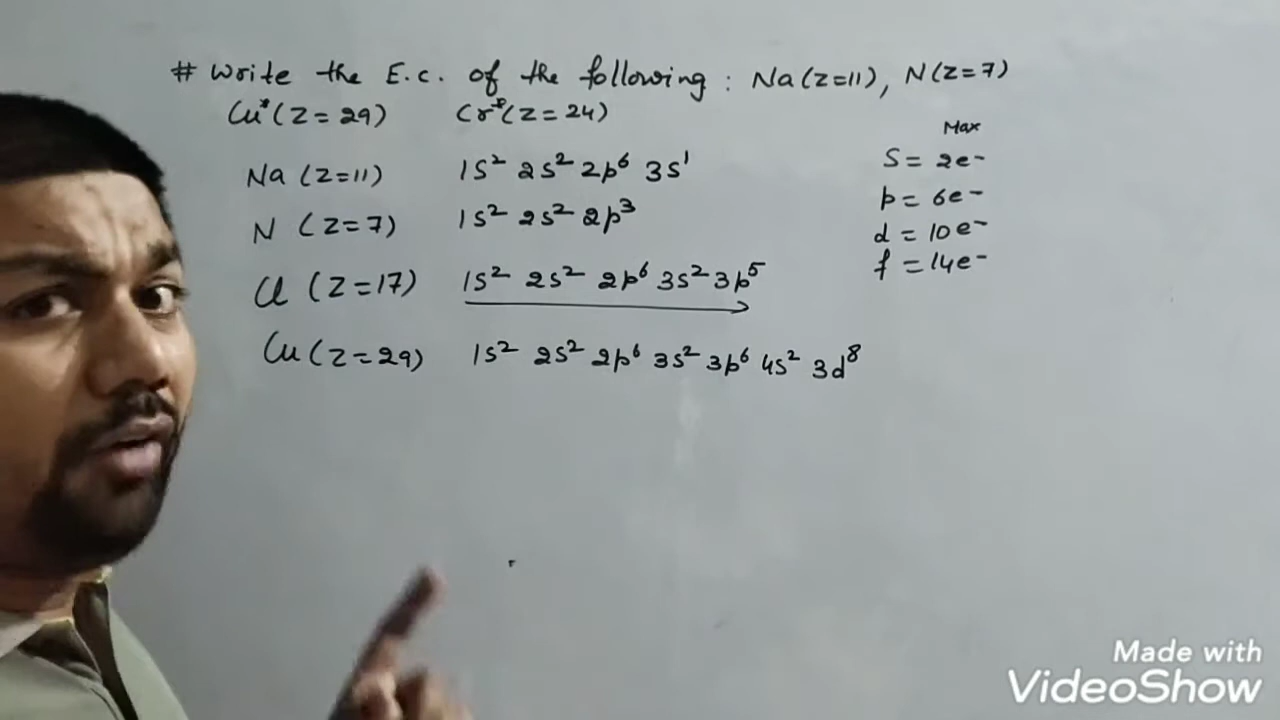 # Write the E.C. of the following : Na (Z=11), N (Z=7)
Cu* (Z=29) Cr* (Z=24)
Max
Na (Z=11) 1s² 2s² 2p⁶ 3s¹
S = 2e-
p = 6e-
N (Z=7) 1s² 2s² 2p³
d = 10e-
f = 14e-
Cl (Z=17) 1s² 2s² 2p⁶ 3s² 3p⁵
Cu (Z=29) 1s² 2s² 2p⁶ 3s² 3p⁶ 4s² 3d⁸
Made with
VideoShow